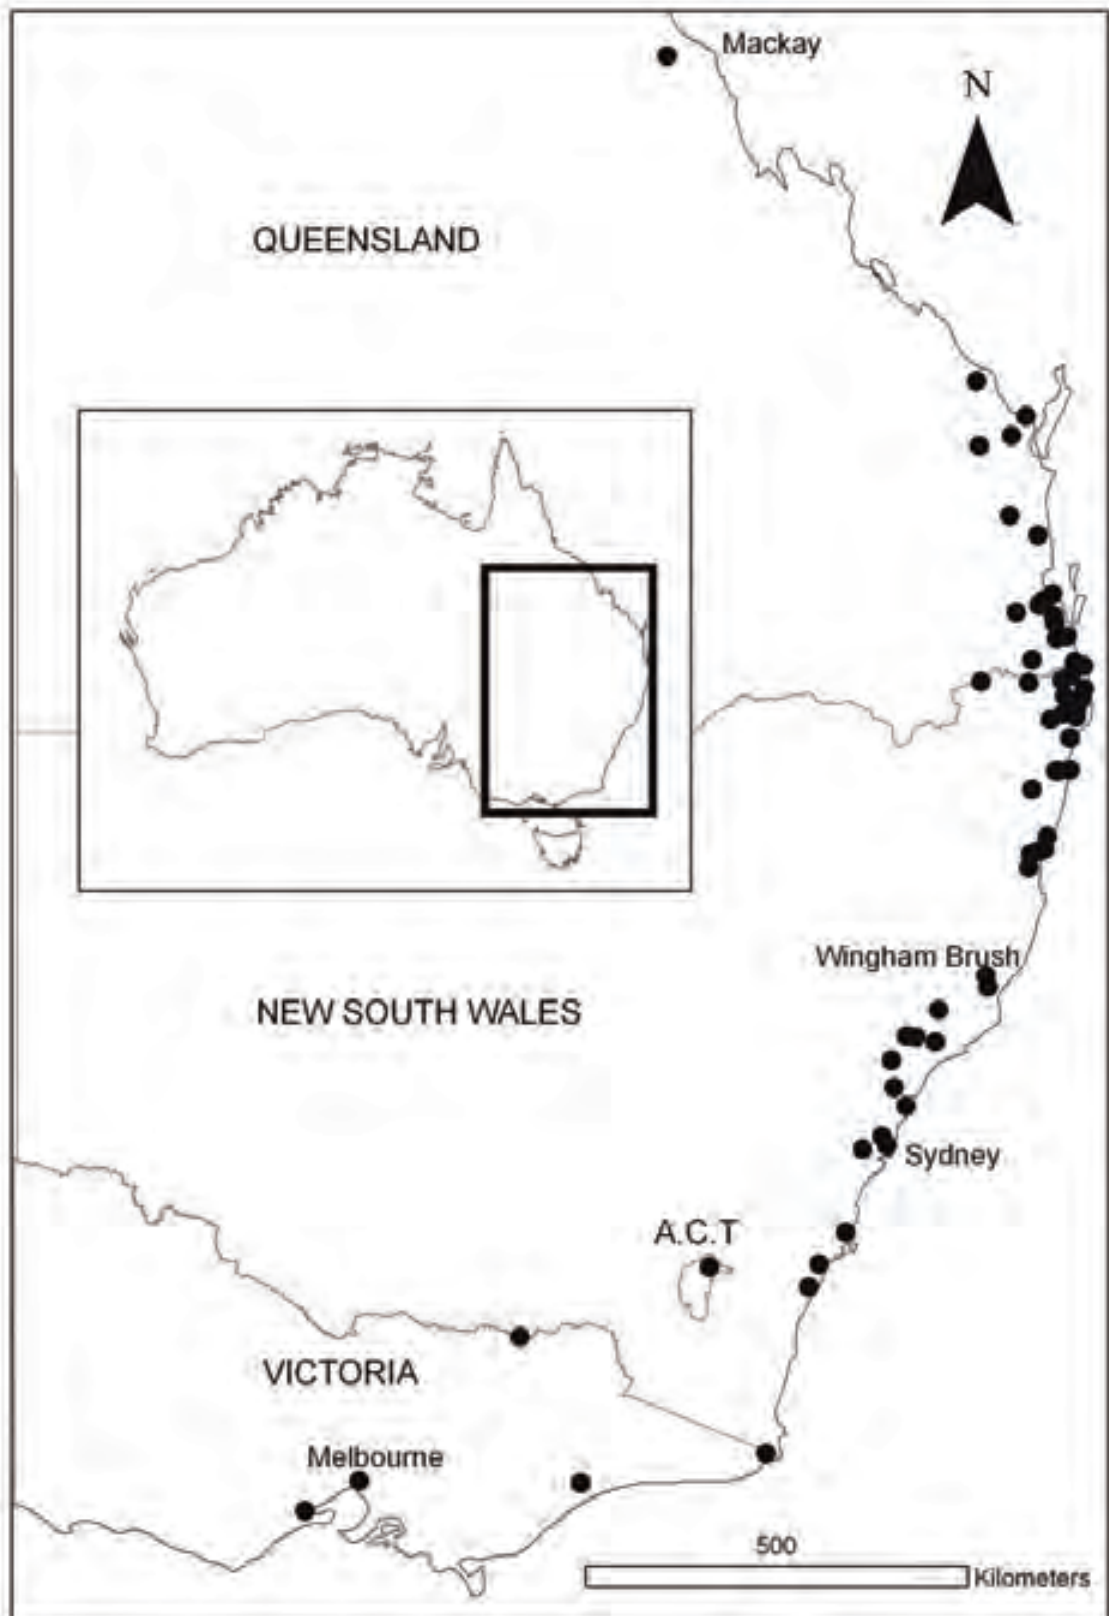 Mackay
N
QUEENSLAND
Wingham Brush
NEW SOUTH WALES
Sydney
A.C.T
VICTORIA
Melbourne
500
Kilometers